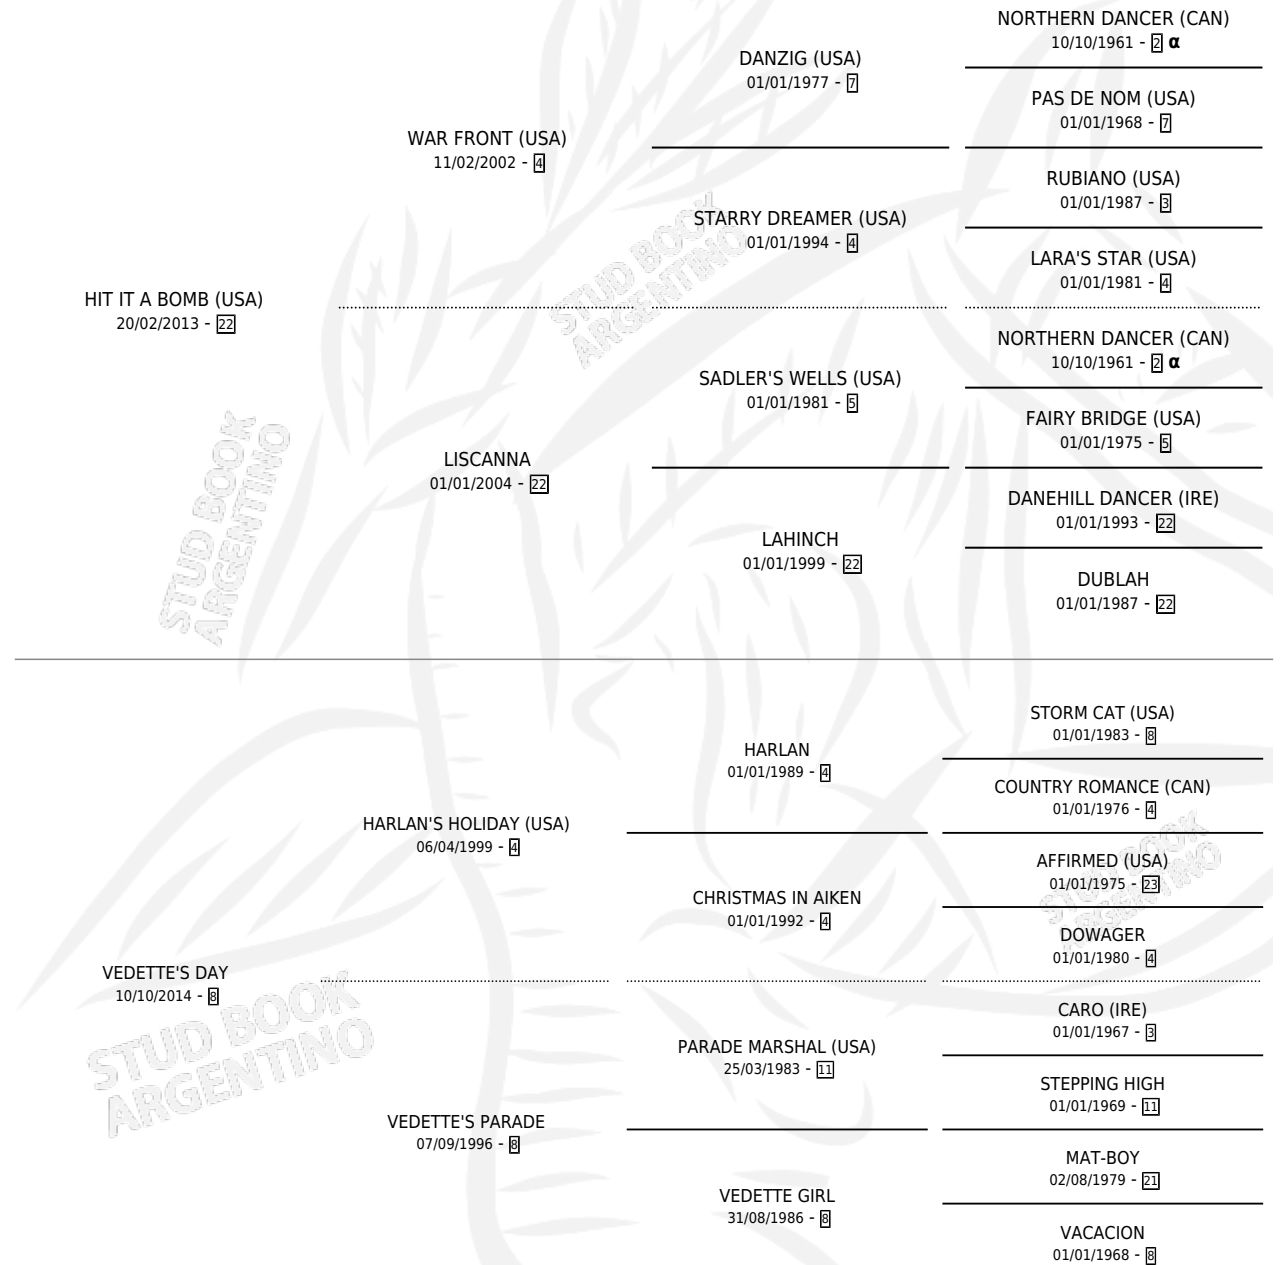 NORTHERN DANCER (CAN)
10/10/1961 - 2 α
DANZIG (USA)
01/01/1977 - 7
PAS DE NOM (USA)
01/01/1968 - 7
WAR FRONT (USA)
11/02/2002 - 4
RUBIANO (USA)
01/01/1987 - 3
STARRY DREAMER (USA)
01/01/1994 - 4
LARA'S STAR (USA)
01/01/1981 - 4
HIT IT A BOMB (USA)
20/02/2013 - 22
NORTHERN DANCER (CAN)
10/10/1961 - 2 α
SADLER'S WELLS (USA)
01/01/1981 - 5
FAIRY BRIDGE (USA)
01/01/1975 - 5
LISCANNA
01/01/2004 - 22
DANEHILL DANCER (IRE)
01/01/1993 - 22
LAHINCH
01/01/1999 - 22
DUBLAH
01/01/1987 - 22
STORM CAT (USA)
01/01/1983 - 8
HARLAN
01/01/1989 - 4
COUNTRY ROMANCE (CAN)
01/01/1976 - 4
HARLAN'S HOLIDAY (USA)
06/04/1999 - 4
AFFIRMED (USA)
01/01/1975 - 23
CHRISTMAS IN AIKEN
01/01/1992 - 4
DOWAGER
01/01/1980 - 4
VEDETTE'S DAY
10/10/2014 - 8
CARO (IRE)
01/01/1967 - 3
PARADE MARSHAL (USA)
25/03/1983 - 11
STEPPING HIGH
01/01/1969 - 11
VEDETTE'S PARADE
07/09/1996 - 8
MAT-BOY
02/08/1979 - 21
VEDETTE GIRL
31/08/1986 - 8
VACACION
01/01/1968 - 8
STUD BOOK
ARGENTINO
STUD BOOK
ARGENTINO
STUD BOOK
ARGENTINO
STUD BOOK
ARGENTINO